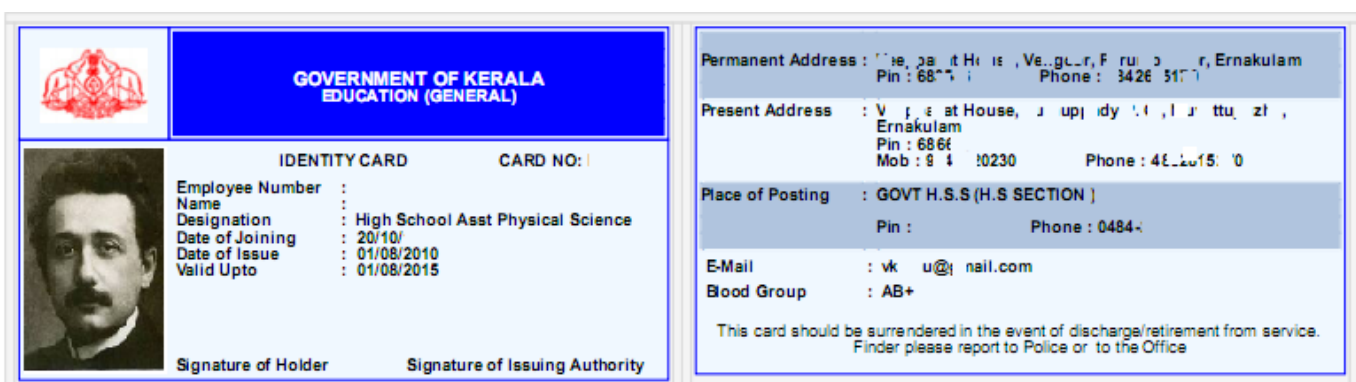 GOVERNMENT OF KERALA
EDUCATION (GENERAL)
IDENTITY CARD CARD NO:
Employee Number :
Name :
Designation : High School Asst Physical Science
Date of Joining : 20/10/
Date of Issue : 01/08/2010
Valid Upto : 01/08/2015
Signature of Holder Signature of Issuing Authority
Permanent Address : Ernakulam
Pin : Phone :
Present Address : House,
Ernakulam
Pin :
Mob : Phone :
Place of Posting : GOVT H.S.S (H.S SECTION )
Pin : Phone : 0484-
E-Mail :
Blood Group : AB+
This card should be surrendered in the event of discharge/retirement from service.
Finder please report to Police or to the Office